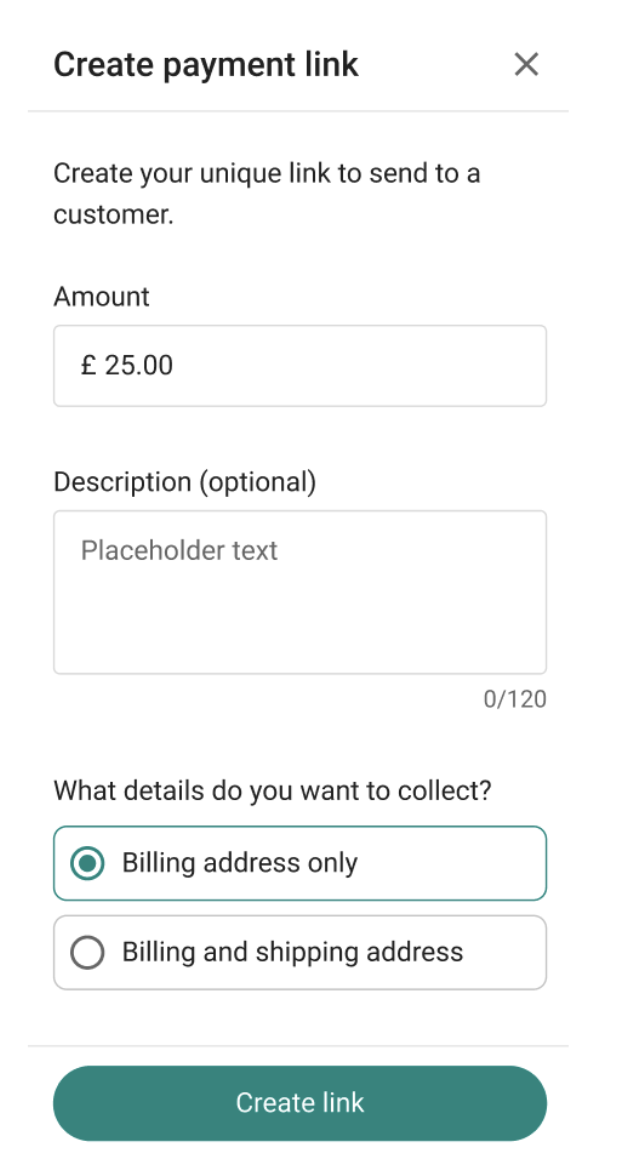 Create payment link
Create your unique link to send to a
customer.
Amount
£ 25.00
Description (optional)
Placeholder text
0/120
What details do you want to collect?
Billing address only
Billing and shipping address
Create link